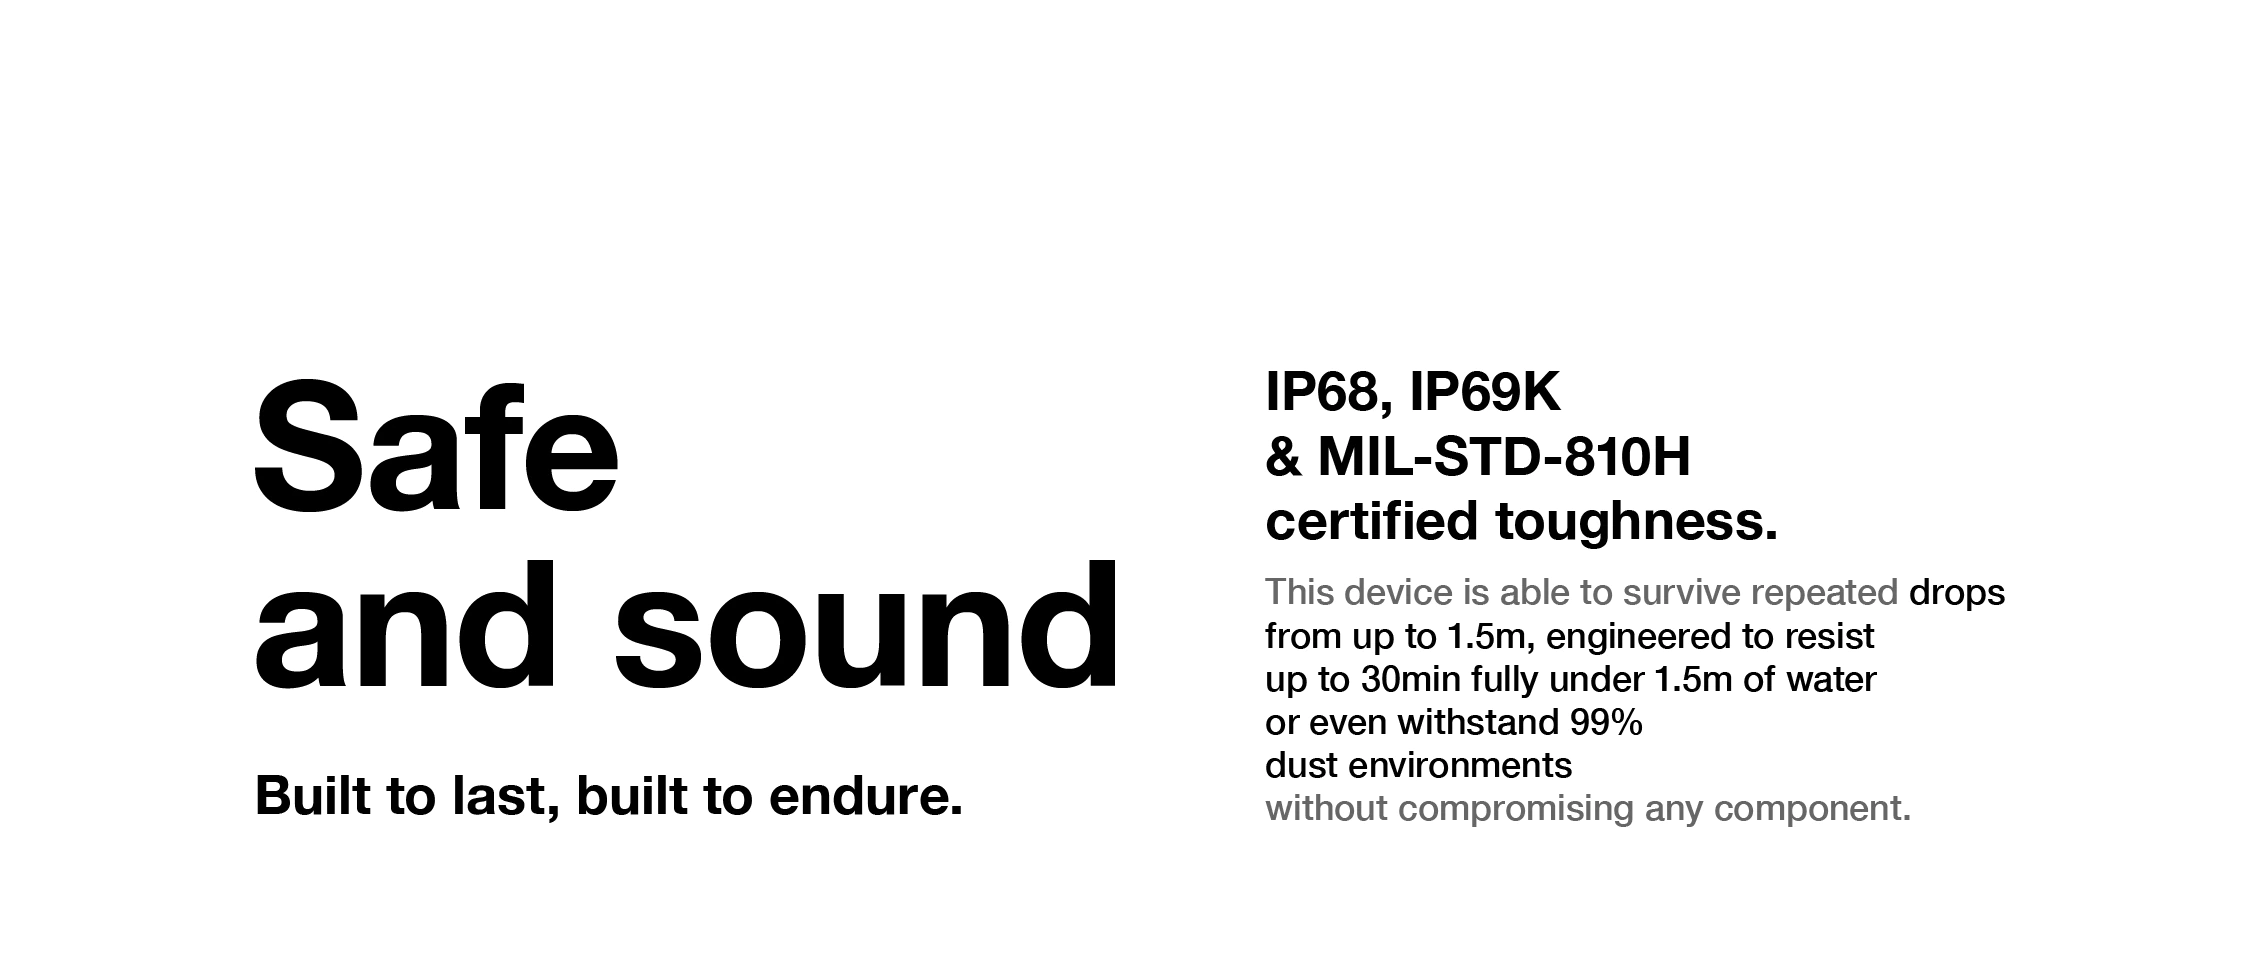 Safe
and sound
Built to last, built to endure.
IP68, IP69K
& MIL-STD-810H
certified toughness.
This device is able to survive repeated drops
from up to 1.5m, engineered to resist
up to 30min fully under 1.5m of water
or even withstand 99%
dust environments
without compromising any component.